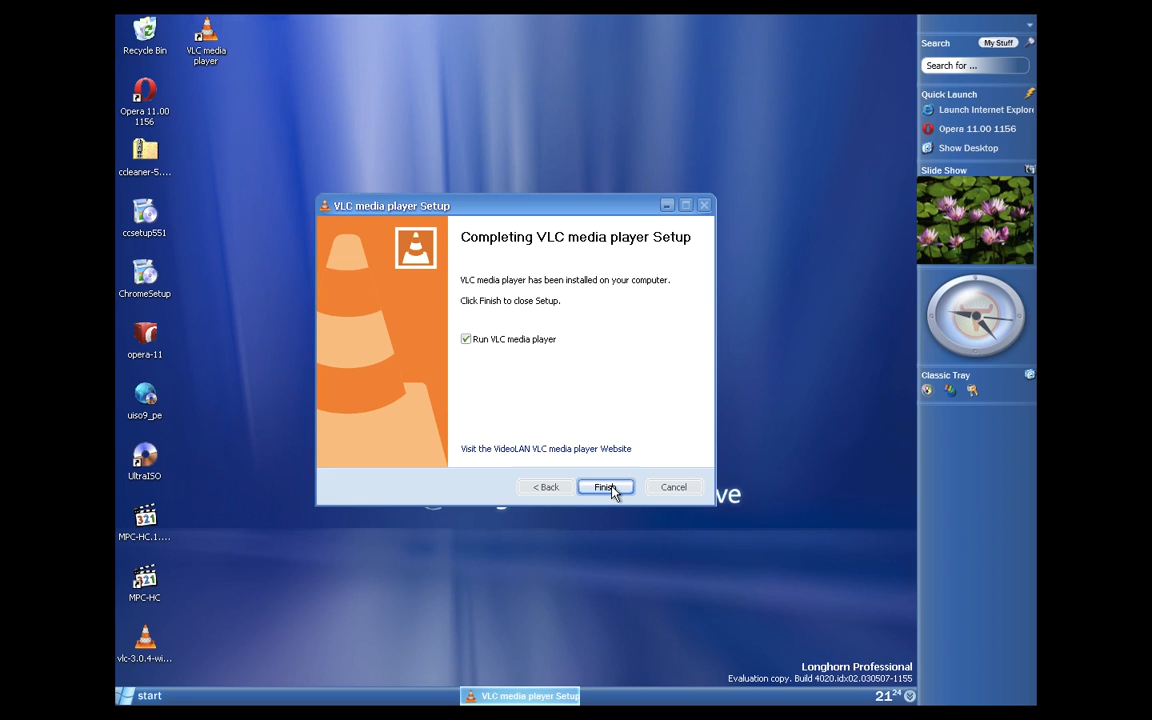 Recycle Bin
VLC media
player
Opera 11.00
1156
ccleaner-5....
ccsetup551
ChromeSetup
opera-11
uiso9_pe
UltraISO
MPC-HC.1....
MPC-HC
vlc-3.0.4-wi...
VLC media player Setup
Completing VLC media player Setup
VLC media player has been installed on your computer.
Click Finish to close Setup.
Run VLC media player
Visit the VideoLAN VLC media player Website
< Back
Finish
Cancel
ve
Search
My Stuff
Search for ...
Quick Launch
Launch Internet Explore
Opera 11.00 1156
Show Desktop
Slide Show
Classic Tray
Longhorn Professional
Evaluation copy. Build 4020.idx02.030507-1155
start
VLC media player Setup
21 24